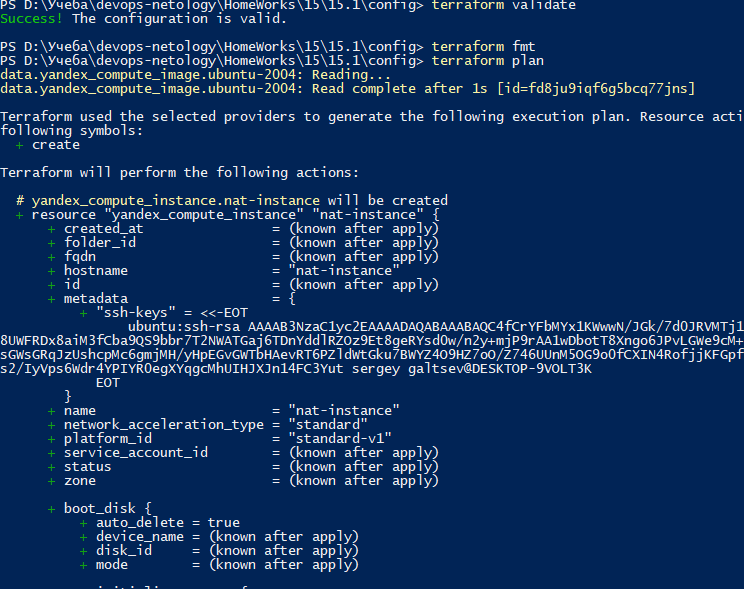 PS D:\Учеба\devops-netology\HomeWorks\15\15.1\config> terraform validate
Success! The configuration is valid.
PS D:\Учеба\devops-netology\HomeWorks\15\15.1\config> terraform fmt
PS D:\Учеба\devops-netology\HomeWorks\15\15.1\config> terraform plan
data.yandex_compute_image.ubuntu-2004: Reading...
data.yandex_compute_image.ubuntu-2004: Read complete after 1s [id=fd8ju9iqf6g5bcq77jns]
Terraform used the selected providers to generate the following execution plan. Resource acti
following symbols:
+ create
Terraform will perform the following actions:
# yandex_compute_instance.nat-instance will be created
+ resource "yandex_compute_instance" "nat-instance" {
+ created_at = (known after apply)
+ folder_id = (known after apply)
+ fqdn = (known after apply)
+ hostname = "nat-instance"
+ id = (known after apply)
+ metadata = {
+ "ssh-keys" = <<-EOT
ubuntu:ssh-rsa AAAAB3NzaC1yc2EAAAADAQABAAABAQC4fCrYFbMYx1KWwwN/JGk/7dOJRVMTj1
8UWFRDx8aiM3fCba9QS9bbr7T2NWATGaj6TDnYddlRZOz9Et8geRYsd0w/n2y+mjP9rAA1wDbotT8Xngo6JPvLGWe9cM+
sGWsGRqJzUshcpMc6gmjMH/yHpEGvGWTbHAevRT6PZldWtGku7BWYZ4O9HZ7oO/Z746UUnM5OG9o0fCXIN4RofjjKFGpf
s2/IyVps6Wdr4YPIYR0egXYqgcMhUIHJXJn14FC3Yut sergey galtsev@DESKTOP-9VOLT3K
EOT
}
+ name = "nat-instance"
+ network_acceleration_type = "standard"
+ platform_id = "standard-v1"
+ service_account_id = (known after apply)
+ status = (known after apply)
+ zone = (known after apply)
+ boot_disk {
+ auto_delete = true
+ device_name = (known after apply)
+ disk_id = (known after apply)
+ mode = (known after apply)